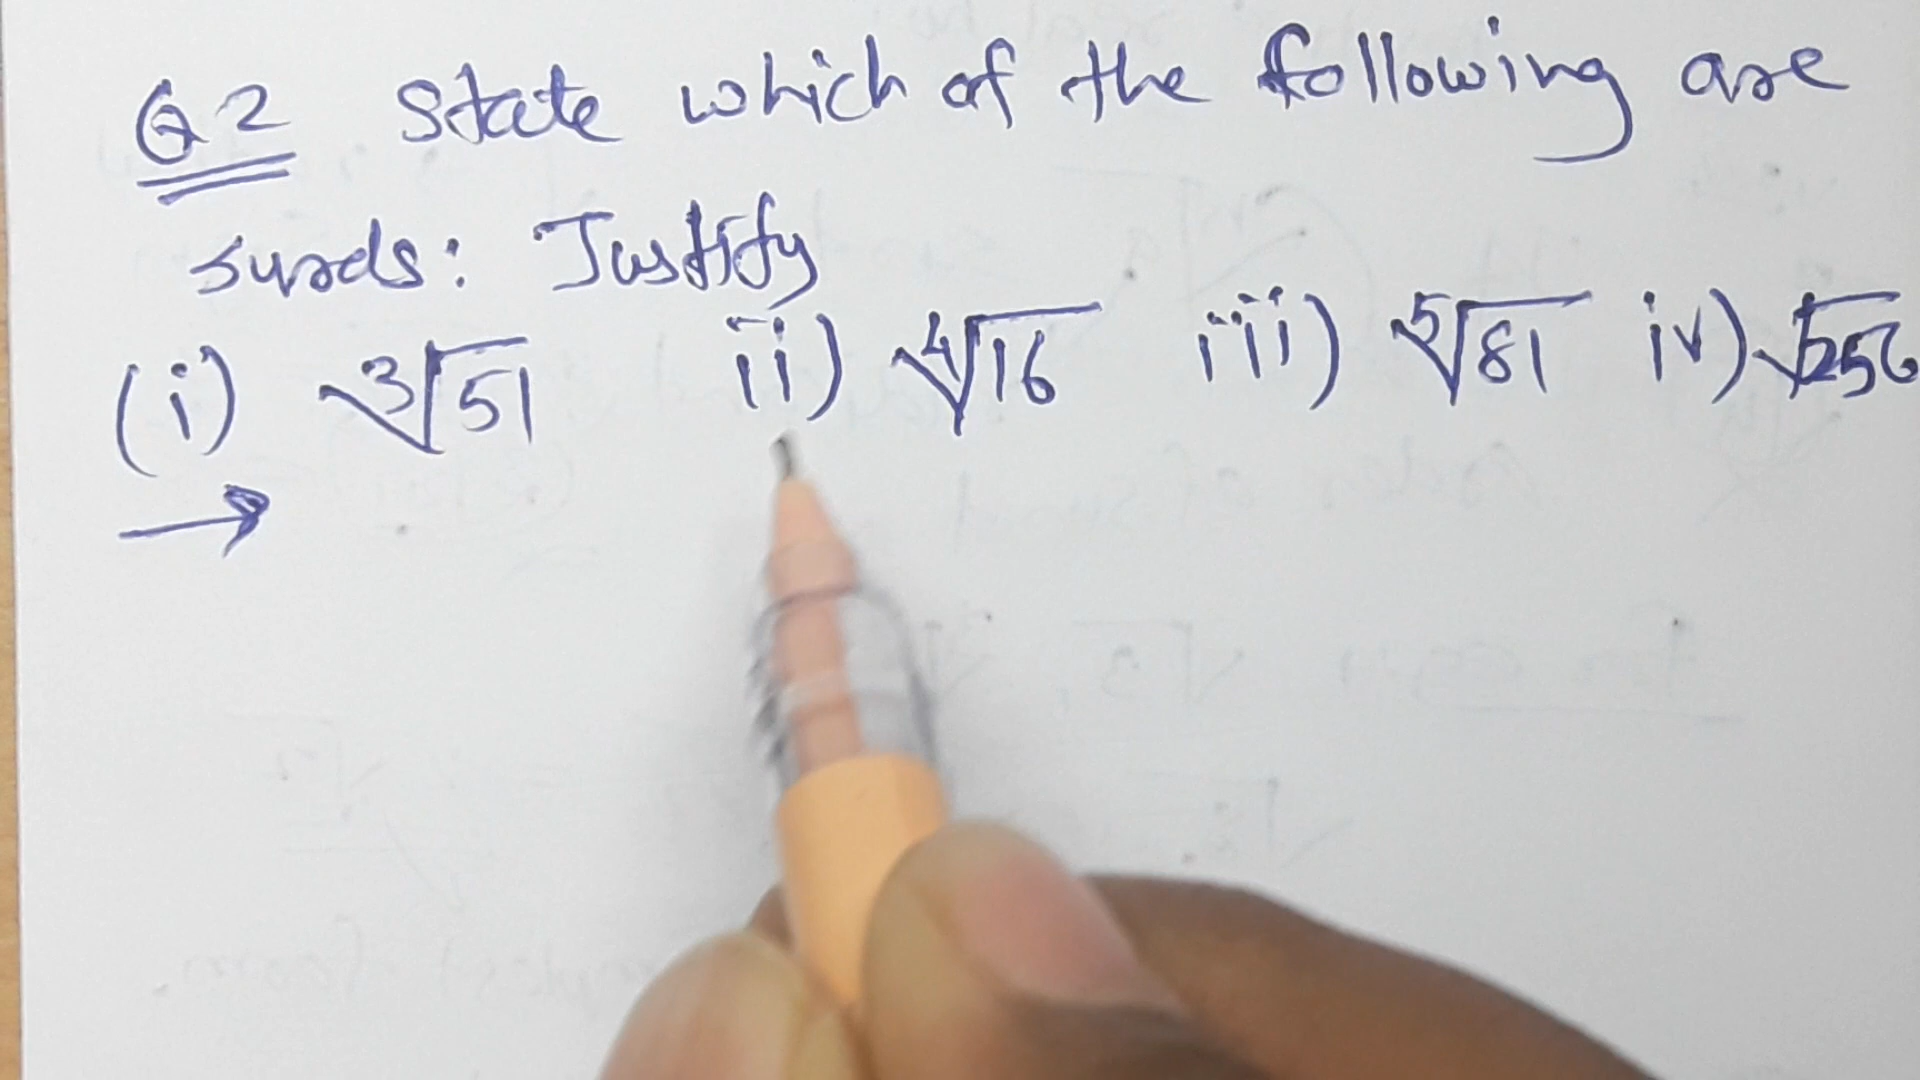 Q2 State which of the following are
surds: Justify
(i) ∛51 ii) ∜16 iii) ⁵√81 iv) √256
→